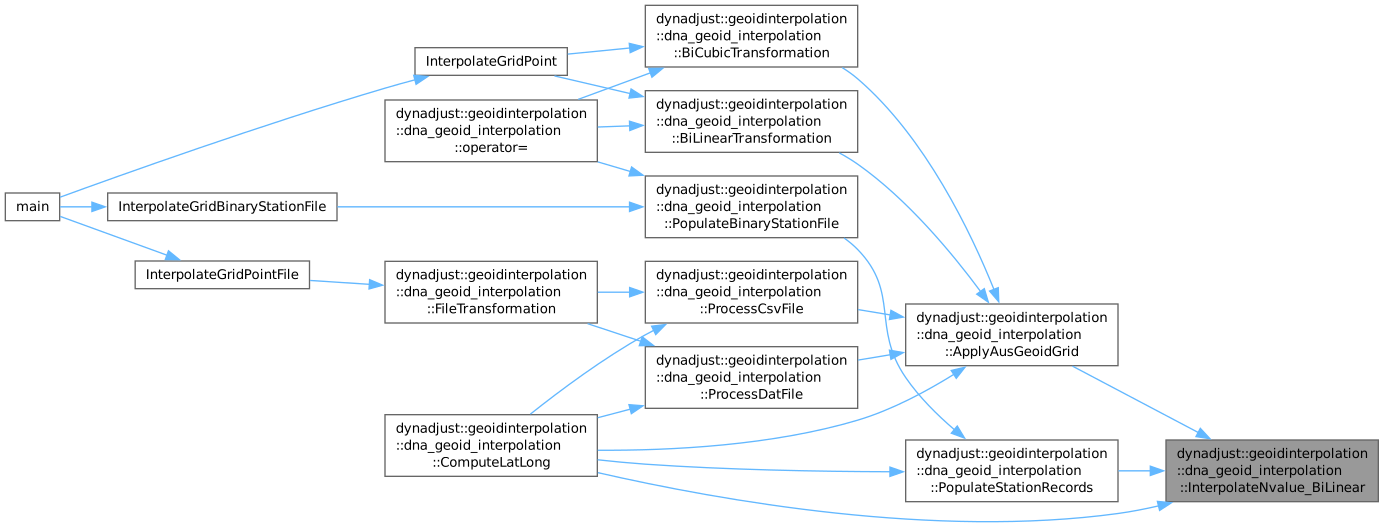 main
InterpolateGridPoint
InterpolateGridBinaryStationFile
InterpolateGridPointFile
dynadjust::geoidinterpolation
::dna_geoid_interpolation
::operator=
dynadjust::geoidinterpolation
::dna_geoid_interpolation
::FileTransformation
dynadjust::geoidinterpolation
::dna_geoid_interpolation
::ComputeLatLong
dynadjust::geoidinterpolation
::dna_geoid_interpolation
::BiCubicTransformation
dynadjust::geoidinterpolation
::dna_geoid_interpolation
::BiLinearTransformation
dynadjust::geoidinterpolation
::dna_geoid_interpolation
::PopulateBinaryStationFile
dynadjust::geoidinterpolation
::dna_geoid_interpolation
::ProcessCsvFile
dynadjust::geoidinterpolation
::dna_geoid_interpolation
::ProcessDatFile
dynadjust::geoidinterpolation
::dna_geoid_interpolation
::ApplyAusGeoidGrid
dynadjust::geoidinterpolation
::dna_geoid_interpolation
::PopulateStationRecords
dynadjust::geoidinterpolation
::dna_geoid_interpolation
::InterpolateNvalue_BiLinear